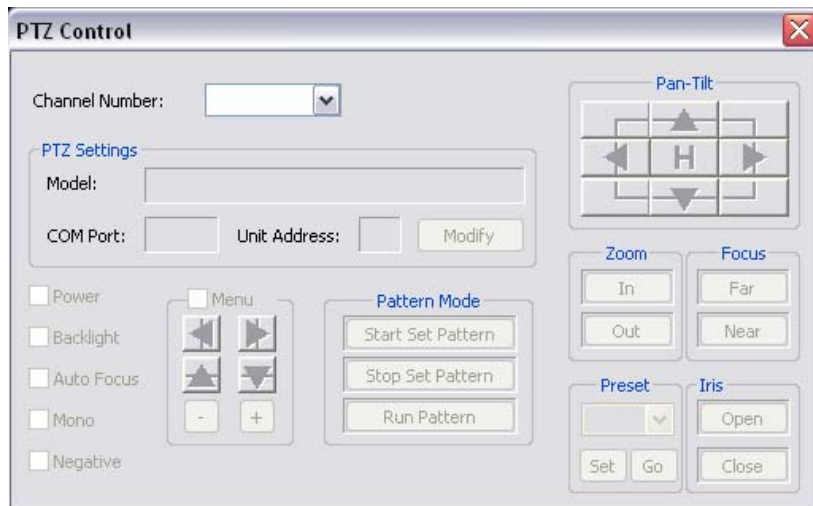 PTZ Control
Channel Number:
PTZ Settings
Model:
COM Port:
Unit Address:
Modify
Power
Backlight
Auto Focus
Mono
Negative
Menu
-
+
Pattern Mode
Start Set Pattern
Stop Set Pattern
Run Pattern
Pan-Tilt
H
Zoom
In
Out
Focus
Far
Near
Preset
Set
Go
Iris
Open
Close